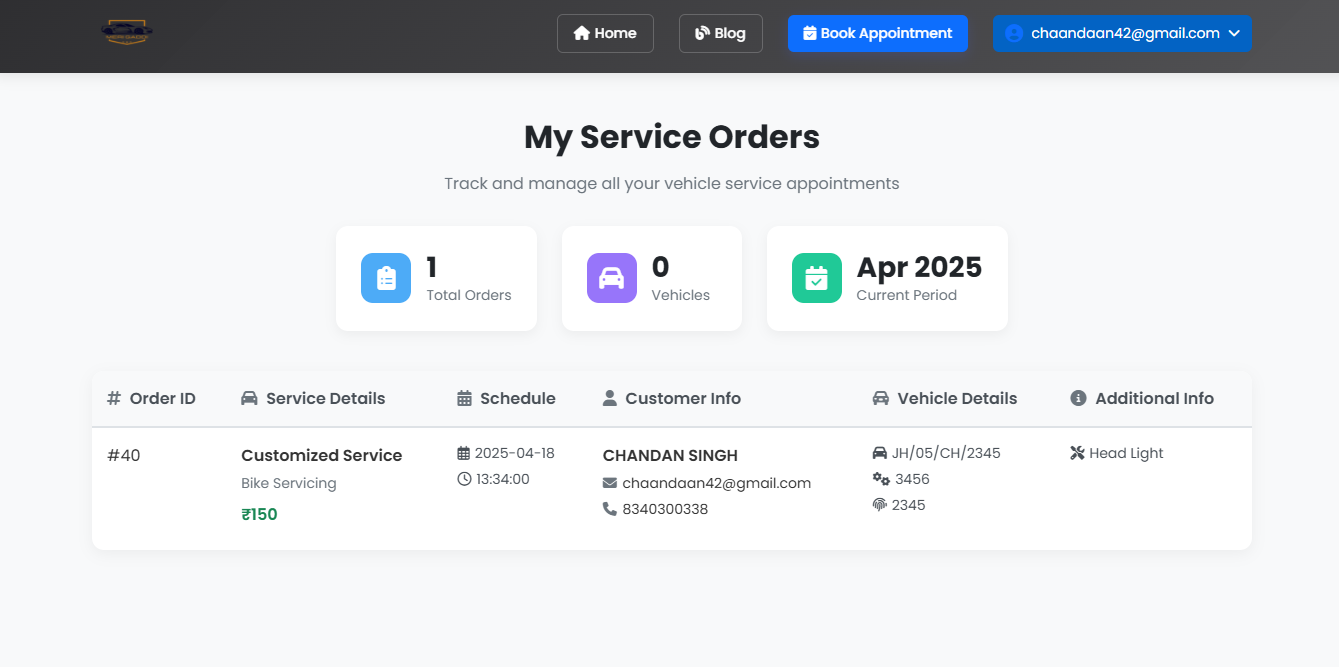 Home
Blog
Book Appointment
chaandaan42@gmail.com
My Service Orders
Track and manage all your vehicle service appointments
1
Total Orders
0
Vehicles
Apr 2025
Current Period
# Order ID
Service Details
Schedule
Customer Info
Vehicle Details
Additional Info
#40
Customized Service
Bike Servicing
₹150
2025-04-18
13:34:00
CHANDAN SINGH
chaandaan42@gmail.com
8340300338
JH/05/CH/2345
3456
2345
Head Light